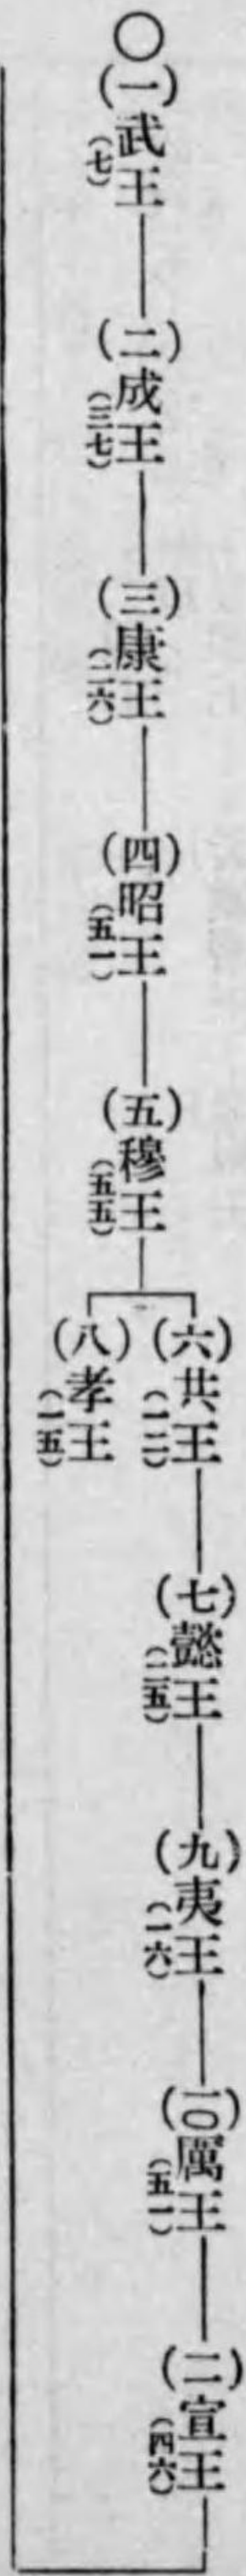 ○(一)武王(七)
(二)成王(三七)
(三)康王(二六)
(四)昭王(五一)
(五)穆王(五五)
(六)共王(一二)
(七)懿王(二五)
(九)夷王(一六)
(一〇)厲王(五一)
(一一)宣王(四六)
(八)孝王(一五)